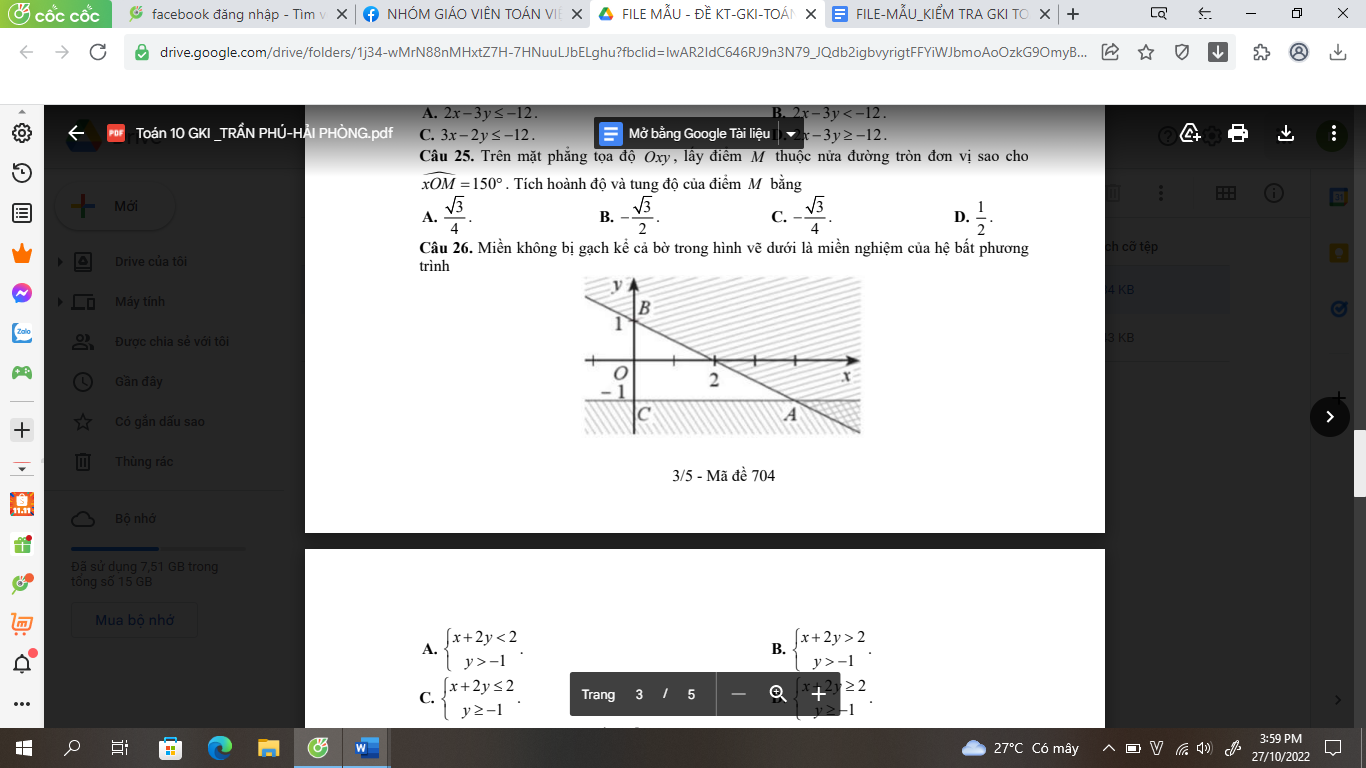 CỐC CỐC
facebook đăng nhập - Tìm v
NHÓM GIÁO VIÊN TOÁN VIỆ
FILE MẪU - ĐỀ KT-GKI-TOÁN
FILE-MẪU_KIỂM TRA GKI TO
drive.google.com/drive/folders/1j34-wMrN88nMHxtZ7H-7HNuuLJbELghu?fbclid=IwAR2IdC646RJ9n3N79_JQdb2igbvyrigtFFYiWJbmoAoOzkG9OmyB...
PDF
Toán 10 GKI _TRẦN PHÚ-HẢI PHÒNG.pdf
Mở bằng Google Tài liệu
Mới
Drive của tôi
Máy tính
Được chia sẻ với tôi
Gần đây
Có gắn dấu sao
Thùng rác
Bộ nhớ
Đã sử dụng 7,51 GB trong
tổng số 15 GB
Mua bộ nhớ
Zalo
11.11
A. 2x−3y≤−12.
B. 2x−3y<−12.
C. 3x−2y≤−12.
2x−3y≥−12.
Câu 25. Trên mặt phẳng tọa độ Oxy, lấy điểm M thuộc nửa đường tròn đơn vị sao cho
xOM = 150°. Tích hoành độ và tung độ của điểm M bằng
A. √3/4.
B. −√3/2.
C. −√3/4.
D. 1/2.
Câu 26. Miền không bị gạch kể cả bờ trong hình vẽ dưới là miền nghiệm của hệ bất phương
trình
y
B
1
O
2
x
−1
C
A
3/5 - Mã đề 704
A. {x+2y<2
y>−1.
B. {x+2y>2
y>−1.
C. {x+2y≤2
y≥−1.
{x+2y≥2
y≥−1.
Trang 3 / 5
27°C Có mây
3:59 PM
27/10/2022